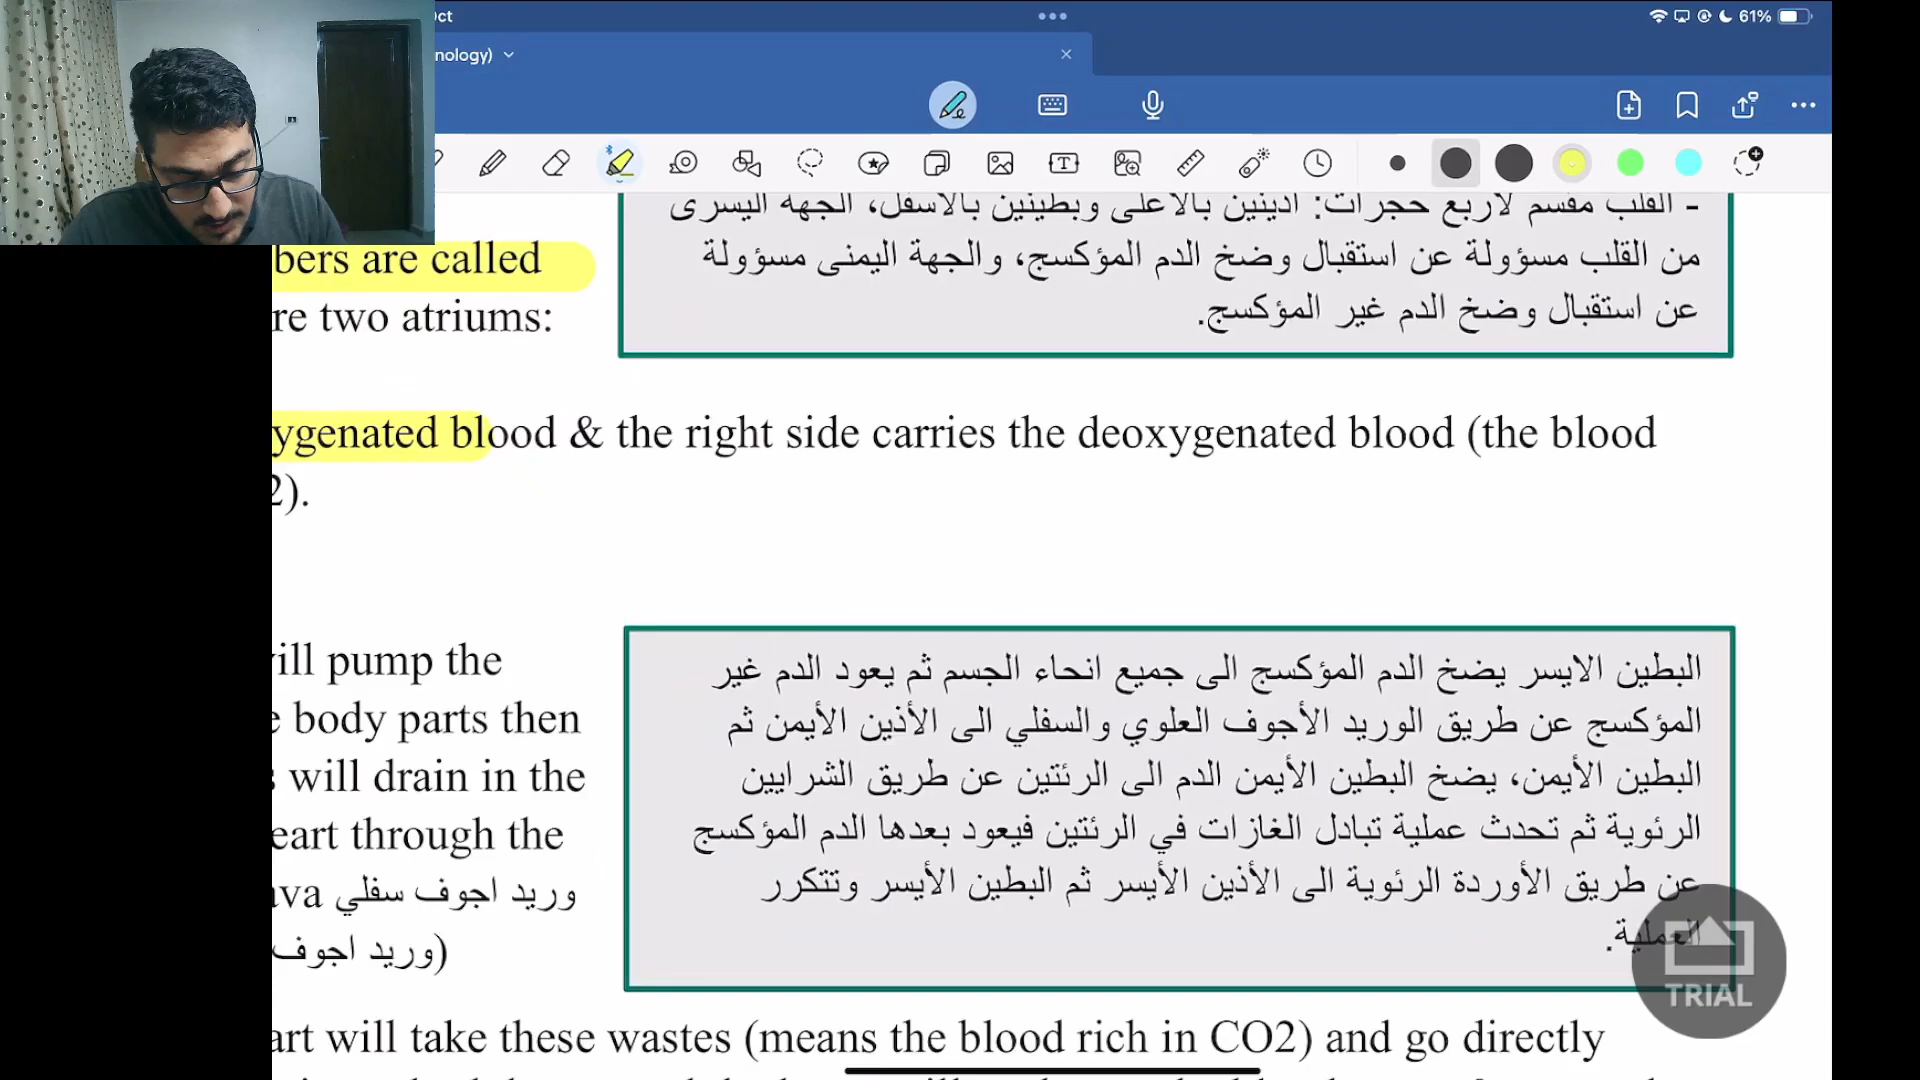 nology)
61%
T
- القلب مقسم لأربع حجرات: أذينين بالأعلى وبطينين بالأسفل، الجهة اليسرى
من القلب مسؤولة عن استقبال وضخ الدم المؤكسج، والجهة اليمنى مسؤولة
عن استقبال وضخ الدم غير المؤكسج.
bers are called
re two atriums:
ygenated blood & the right side carries the deoxygenated blood (the blood
2).
ill pump the
e body parts then
s will drain in the
eart through the
ava وريد اجوف سفلي
(وريد اجوف
البطين الايسر يضخ الدم المؤكسج الى جميع انحاء الجسم ثم يعود الدم غير
المؤكسج عن طريق الوريد الأجوف العلوي والسفلي الى الأذين الأيمن ثم
البطين الأيمن، يضخ البطين الأيمن الدم الى الرئتين عن طريق الشرايين
الرئوية ثم تحدث عملية تبادل الغازات في الرئتين فيعود بعدها الدم المؤكسج
عن طريق الأوردة الرئوية الى الأذين الأيسر ثم البطين الأيسر وتتكرر
العملية.
TRIAL
art will take these wastes (means the blood rich in CO2) and go directly